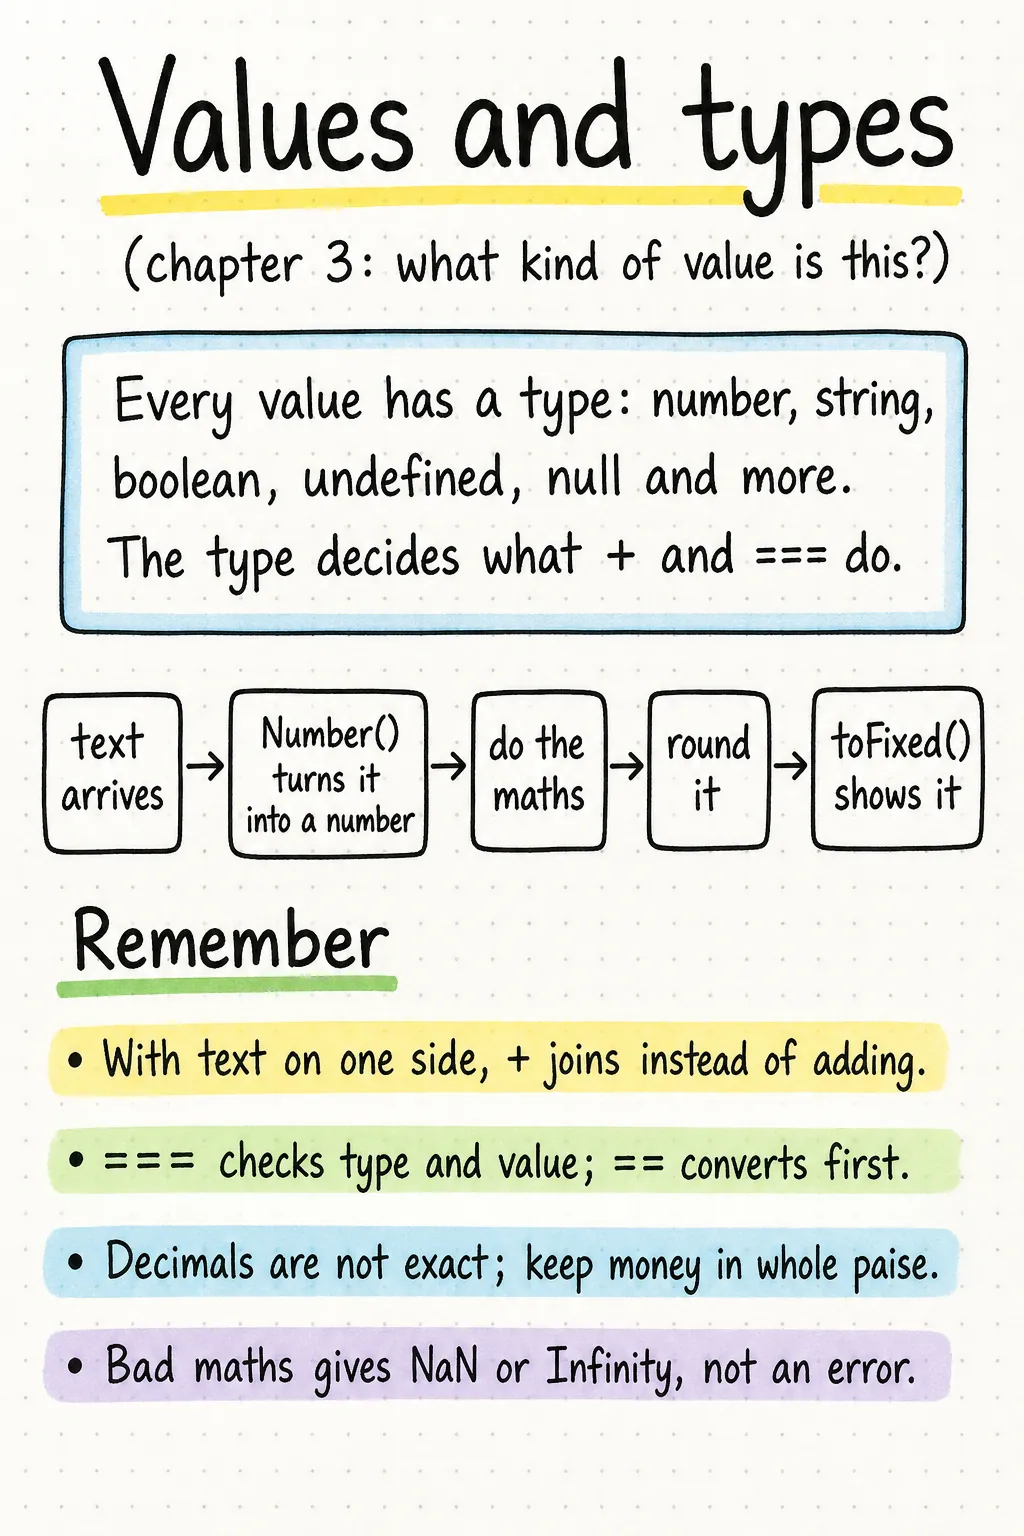 Values and types
(chapter 3: what kind of value is this?)
Every value has a type: number, string,
boolean, undefined, null and more.
The type decides what + and === do.
text
arrives
→
Number()
turns it
into a number
→
do the
maths
→
round
it
→
toFixed()
shows it
Remember
• With text on one side, + joins instead of adding.
• === checks type and value; == converts first.
• Decimals are not exact; keep money in whole paise.
• Bad maths gives NaN or Infinity, not an error.